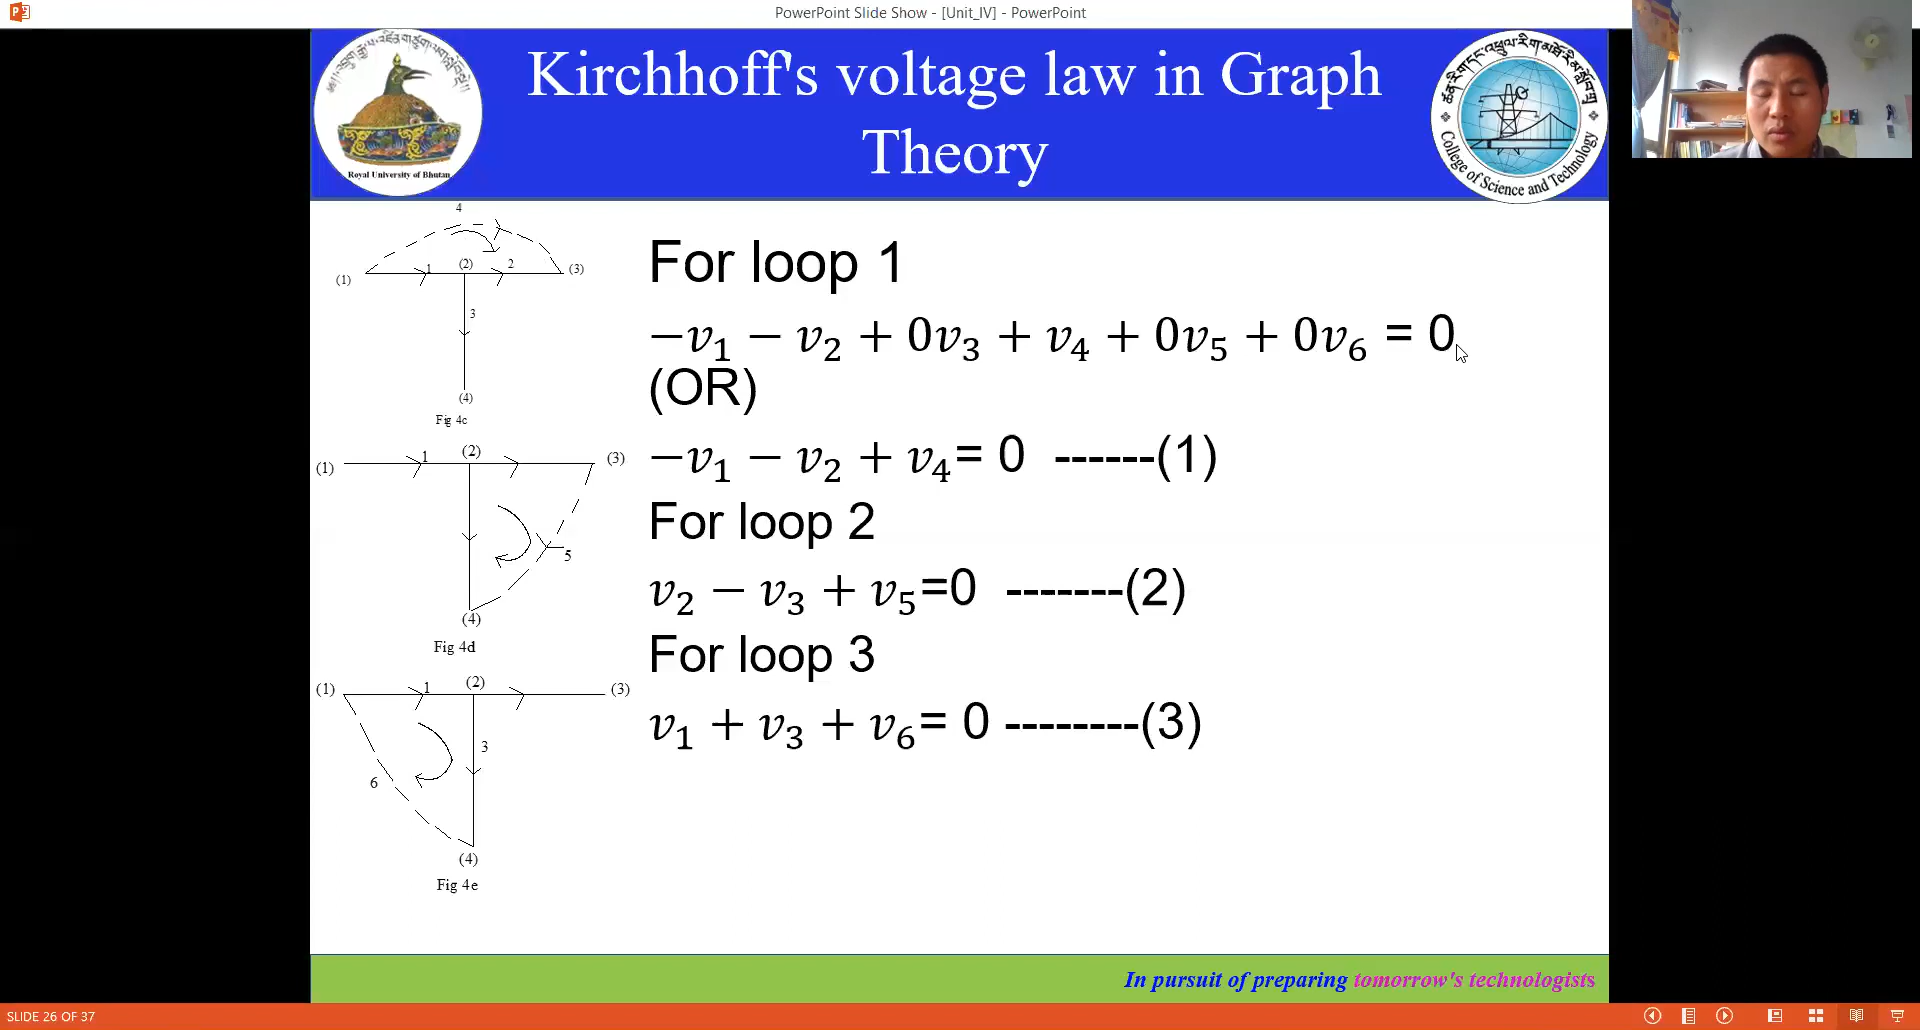 PowerPoint Slide Show - [Unit_IV] - PowerPoint
Kirchhoff's voltage law in Graph
Theory
Royal University of Bhutan
College of Science and Technology
4
(1)
1
(2)
2
(3)
3
(4)
Fig 4c
(1)
1
(2)
(3)
5
(4)
Fig 4d
(1)
1
(2)
(3)
3
6
(4)
Fig 4e
For loop 1
−v₁ − v₂ + 0v₃ + v₄ + 0v₅ + 0v₆ = 0
(OR)
−v₁ − v₂ + v₄= 0 ------(1)
For loop 2
v₂ − v₃ + v₅=0 -------(2)
For loop 3
v₁ + v₃ + v₆= 0 --------(3)
In pursuit of preparing tomorrow's technologists
SLIDE 26 OF 37